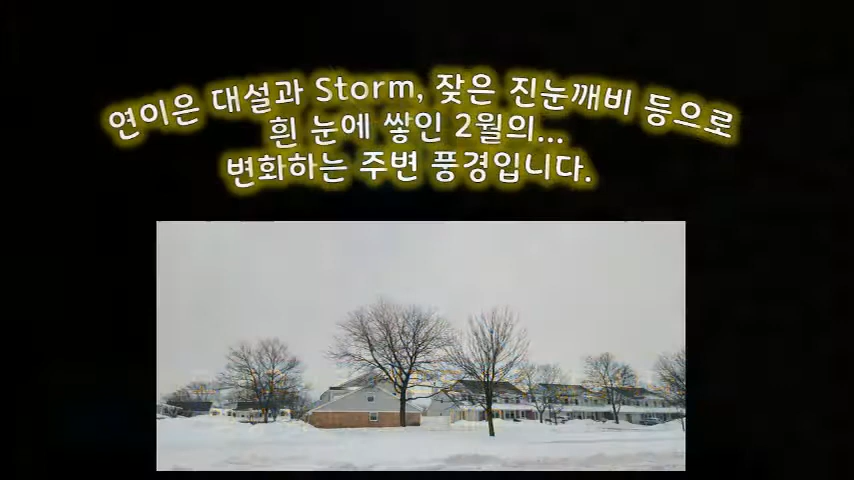 연이은 대설과 Storm, 잦은 진눈깨비 등으로
흰 눈에 쌓인 2월의...
변화하는 주변 풍경입니다.